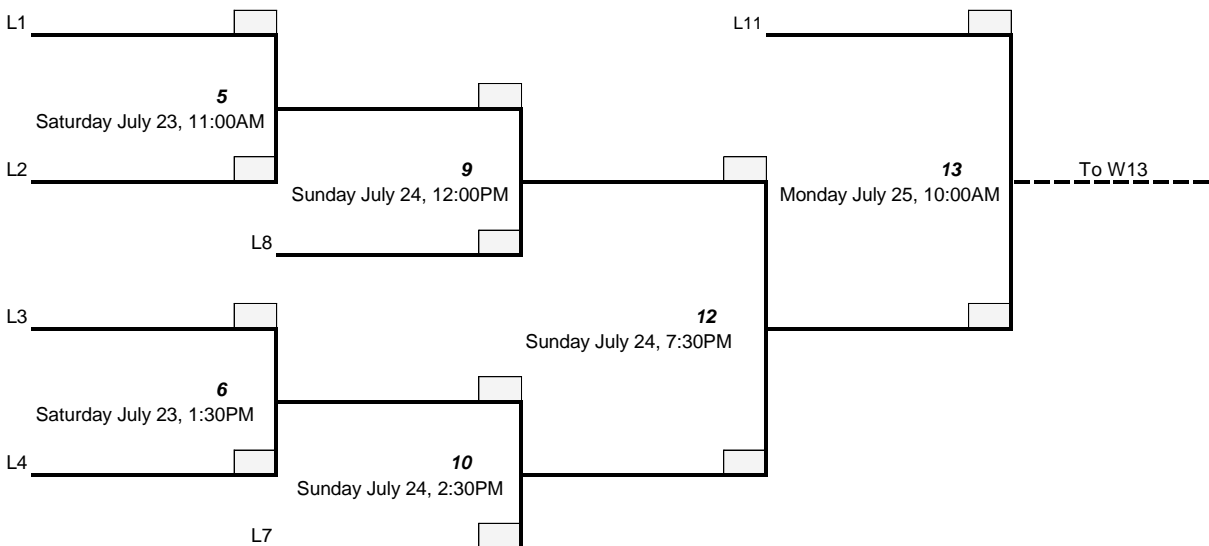 L1
L11
5
Saturday July 23, 11:00AM
L2
9
Sunday July 24, 12:00PM
13
Monday July 25, 10:00AM
To W13
L8
L3
12
Sunday July 24, 7:30PM
6
Saturday July 23, 1:30PM
L4
10
Sunday July 24, 2:30PM
L7